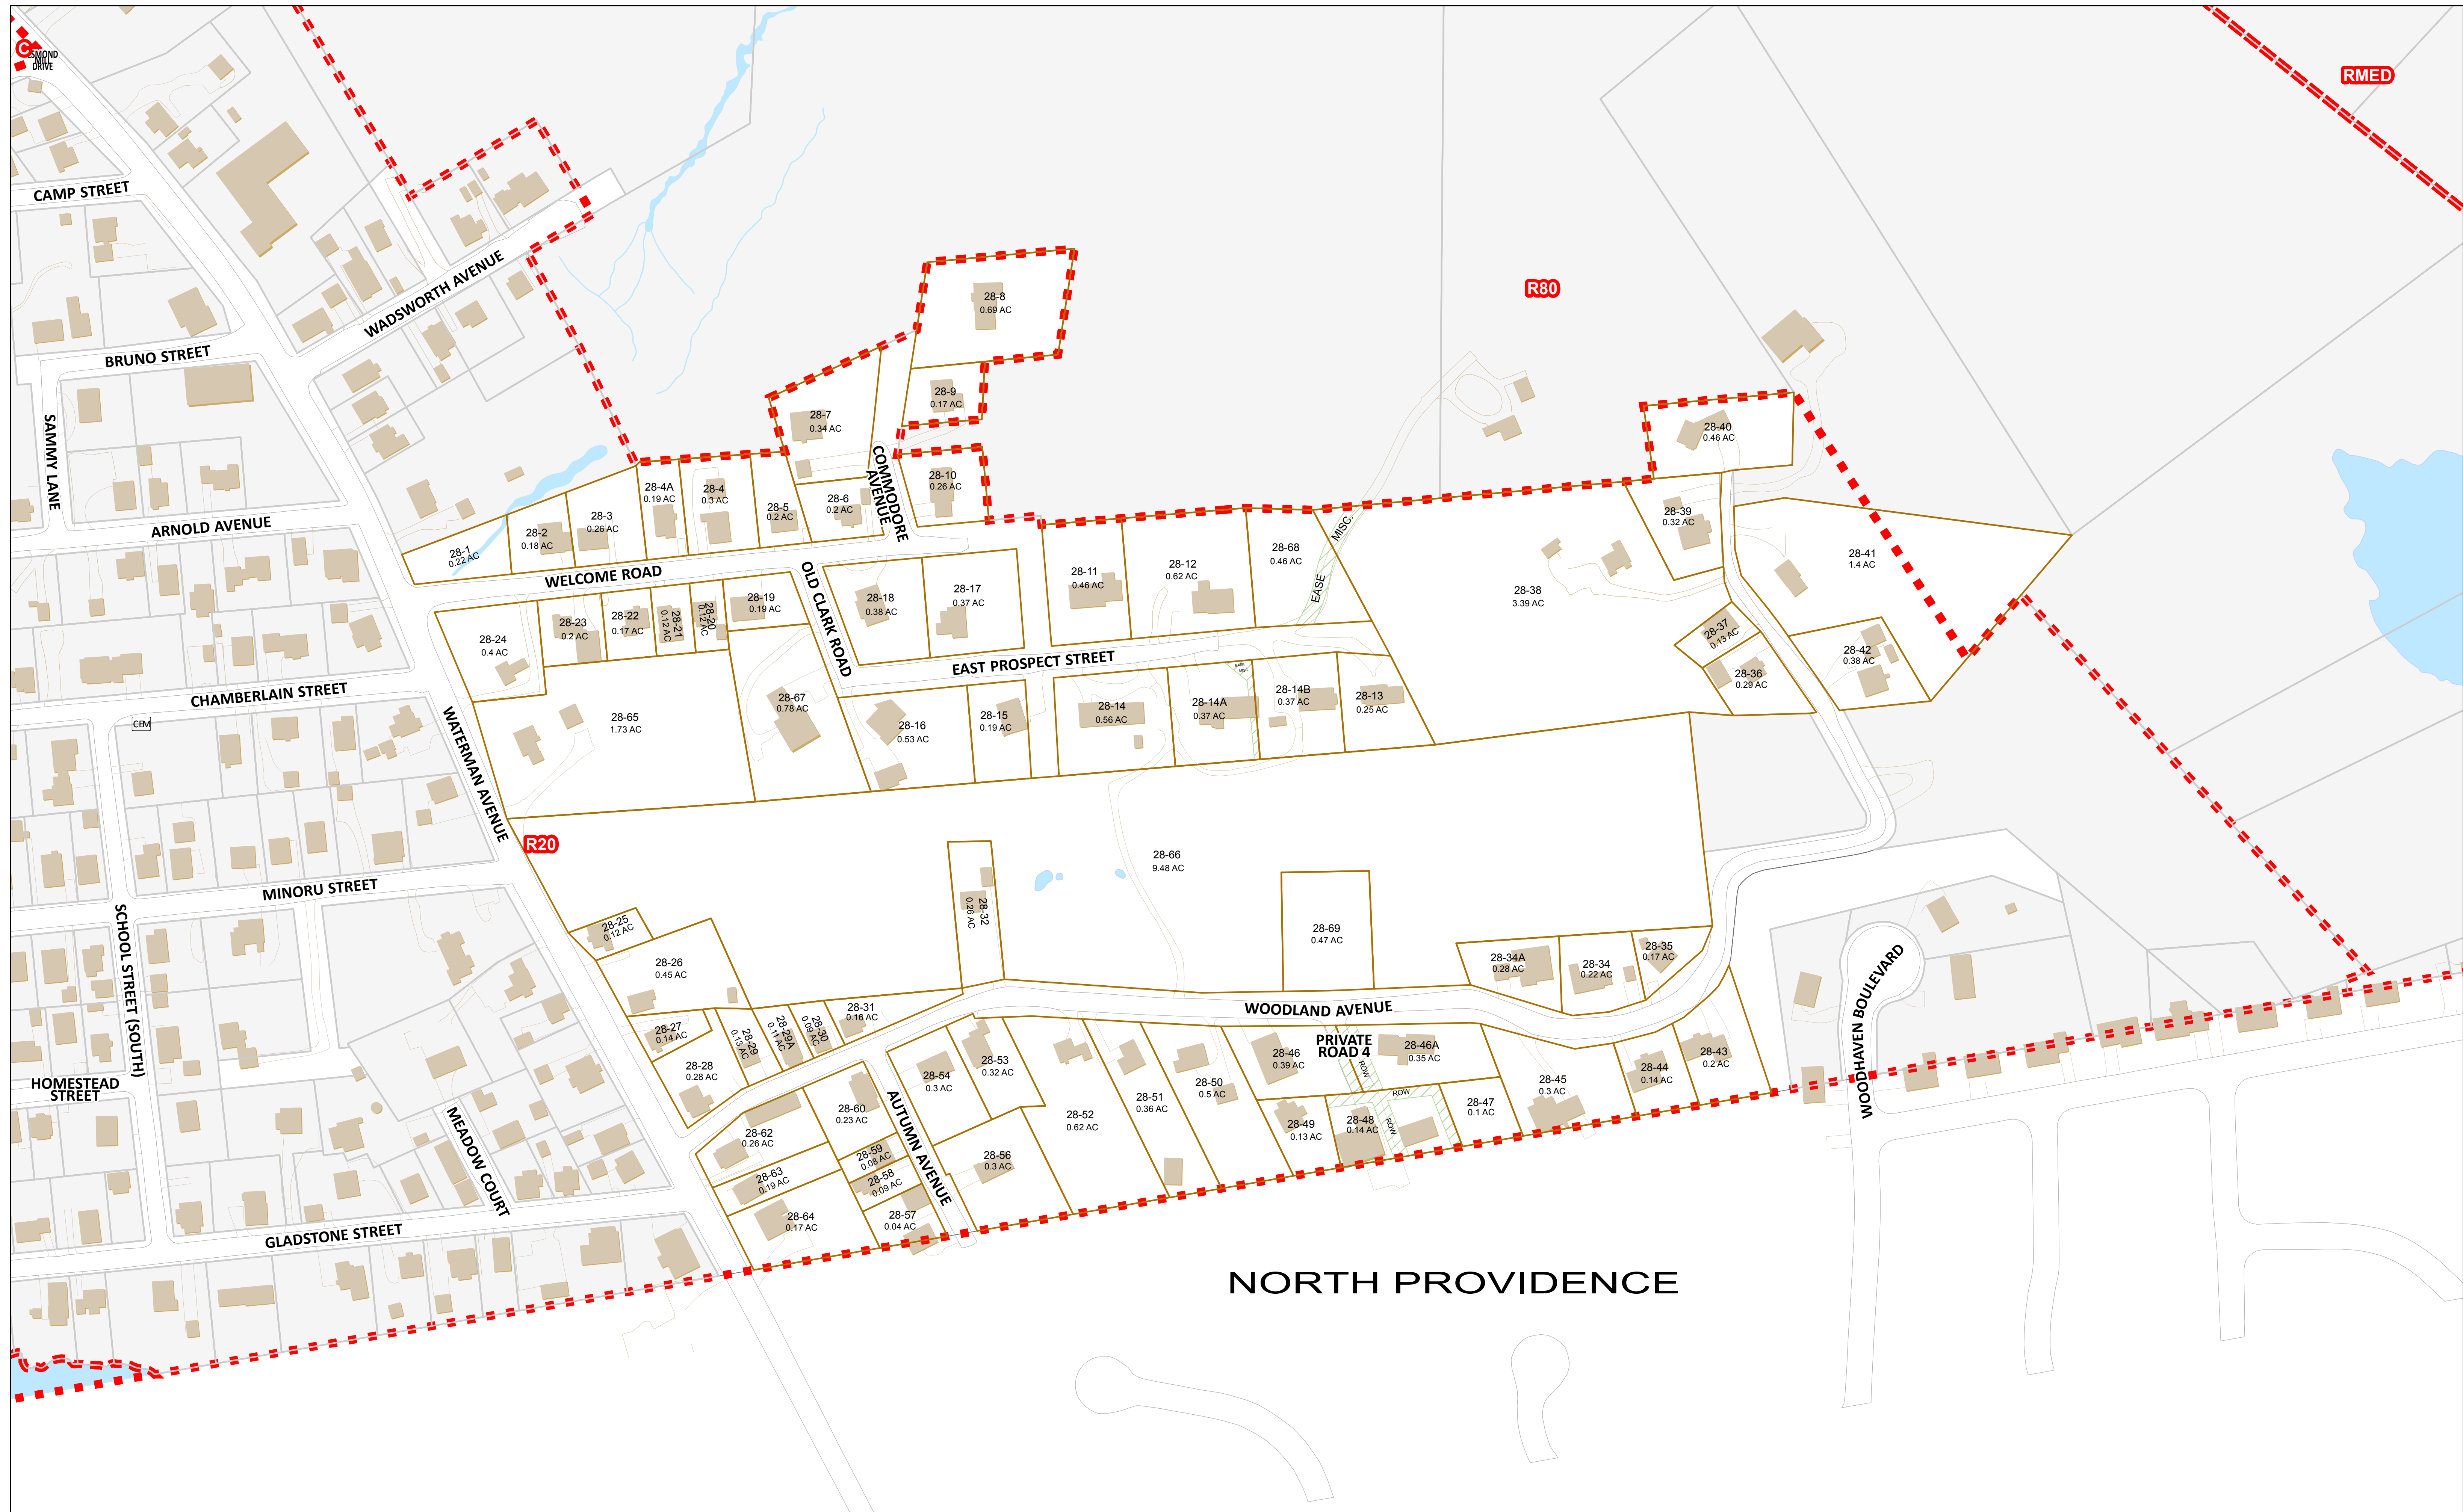 C
ESMOND
MILL
DRIVE
RMED
CAMP STREET
WADSWORTH AVENUE
R80
28-8
0.69 AC
BRUNO STREET
28-9
0.17 AC
28-7
0.34 AC
28-40
0.46 AC
SAMMY LANE
COMMODORE
AVENUE
28-10
0.26 AC
28-4A
0.19 AC
28-4
0.3 AC
28-5
0.2 AC
28-6
0.2 AC
28-3
0.26 AC
28-2
0.18 AC
28-1
0.22 AC
ARNOLD AVENUE
28-39
0.32 AC
MISC.
EASE
28-68
0.46 AC
28-12
0.62 AC
28-11
0.46 AC
28-41
1.4 AC
WELCOME ROAD
OLD CLARK ROAD
28-18
0.38 AC
28-17
0.37 AC
28-38
3.39 AC
28-19
0.19 AC
28-20
0.12 AC
28-21
0.12 AC
28-22
0.17 AC
28-23
0.2 AC
28-24
0.4 AC
28-37
0.13 AC
28-42
0.38 AC
28-36
0.29 AC
EAST PROSPECT STREET
EASE
MISC
CHAMBERLAIN STREET
CEM
WATERMAN AVENUE
28-65
1.73 AC
28-67
0.78 AC
28-16
0.53 AC
28-15
0.19 AC
28-14
0.56 AC
28-14A
0.37 AC
28-14B
0.37 AC
28-13
0.25 AC
R20
28-66
9.48 AC
MINORU STREET
SCHOOL STREET (SOUTH)
28-32
0.26 AC
28-25
0.12 AC
28-26
0.45 AC
28-69
0.47 AC
28-34A
0.28 AC
28-34
0.22 AC
28-35
0.17 AC
WOODHAVEN BOULEVARD
WOODLAND AVENUE
28-27
0.14 AC
28-28
0.28 AC
28-29
0.13 AC
28-29A
0.11 AC
28-30
0.09 AC
28-31
0.16 AC
PRIVATE
ROAD 4
28-46
0.39 AC
28-46A
0.35 AC
ROW
ROW
ROW
28-43
0.2 AC
28-44
0.14 AC
28-45
0.3 AC
28-47
0.1 AC
28-48
0.14 AC
28-49
0.13 AC
28-50
0.5 AC
28-51
0.36 AC
28-52
0.62 AC
28-53
0.32 AC
28-54
0.3 AC
28-56
0.3 AC
HOMESTEAD
STREET
MEADOW COURT
AUTUMN AVENUE
28-60
0.23 AC
28-62
0.26 AC
28-59
0.08 AC
28-58
0.09 AC
28-63
0.19 AC
28-64
0.17 AC
28-57
0.04 AC
GLADSTONE STREET
NORTH PROVIDENCE